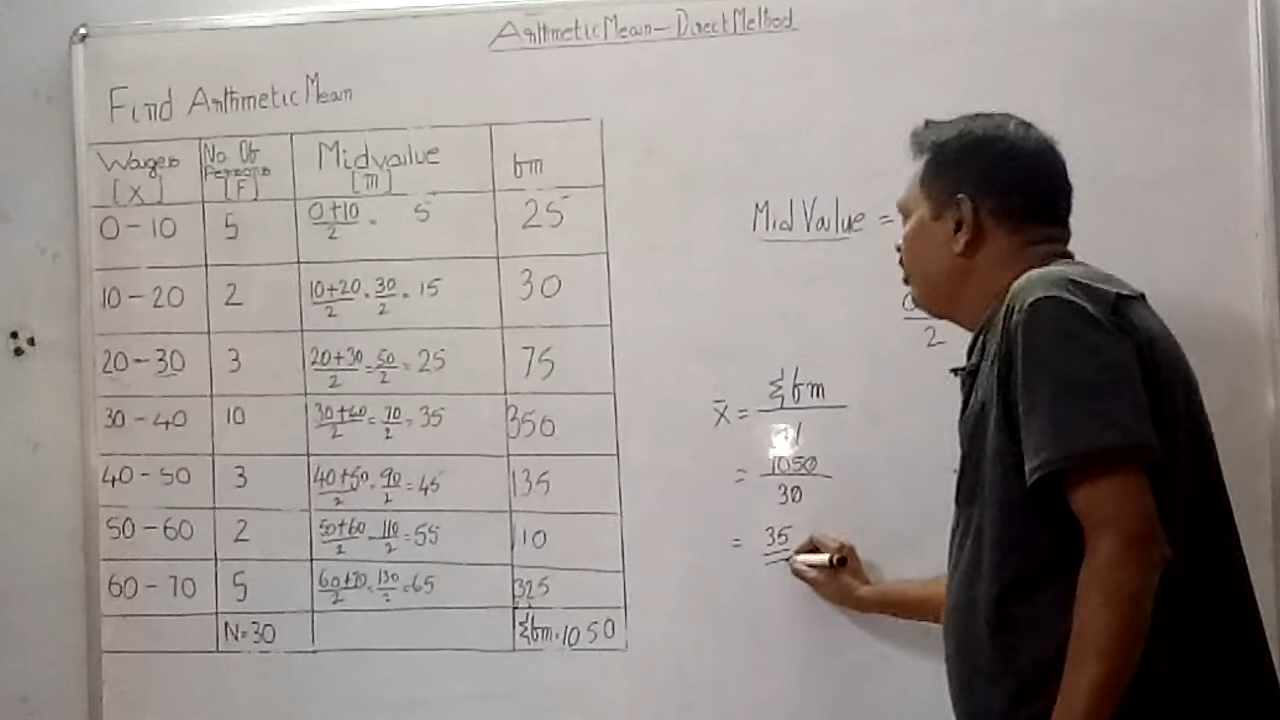 Arithmetic Mean - Direct Method
Find Arithmetic Mean
Wages [X] No Of Persons [F] Midvalue [m] fm
0-10 5 0+10/2 = 5 25
10-20 2 10+20/2 = 30/2 = 15 30
20-30 3 20+30/2 = 50/2 = 25 75
30-40 10 30+40/2 = 70/2 = 35 350
40-50 3 40+50/2 = 90/2 = 45 135
50-60 2 50+60/2 = 110/2 = 55 110
60-70 5 60+70/2 = 130/2 = 65 325
N=30 Σfm=1050
Mid Value =
2
X̄ = Σfm
= 1050/30
= 35